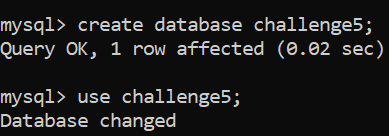 mysql> create database challenge5;
Query OK, 1 row affected (0.02 sec)
mysql> use challenge5;
Database changed